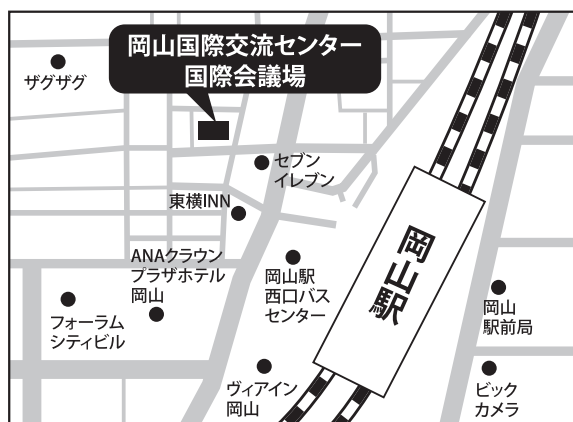 岡山国際交流センター
国際会議場
ザグザグ
セブン
イレブン
東横INN
ANAクラウン
プラザホテル
岡山
岡山駅
西口バス
センター
岡山駅
フォーラム
シティビル
岡山
駅前局
ヴィアイン
岡山
ビック
カメラ